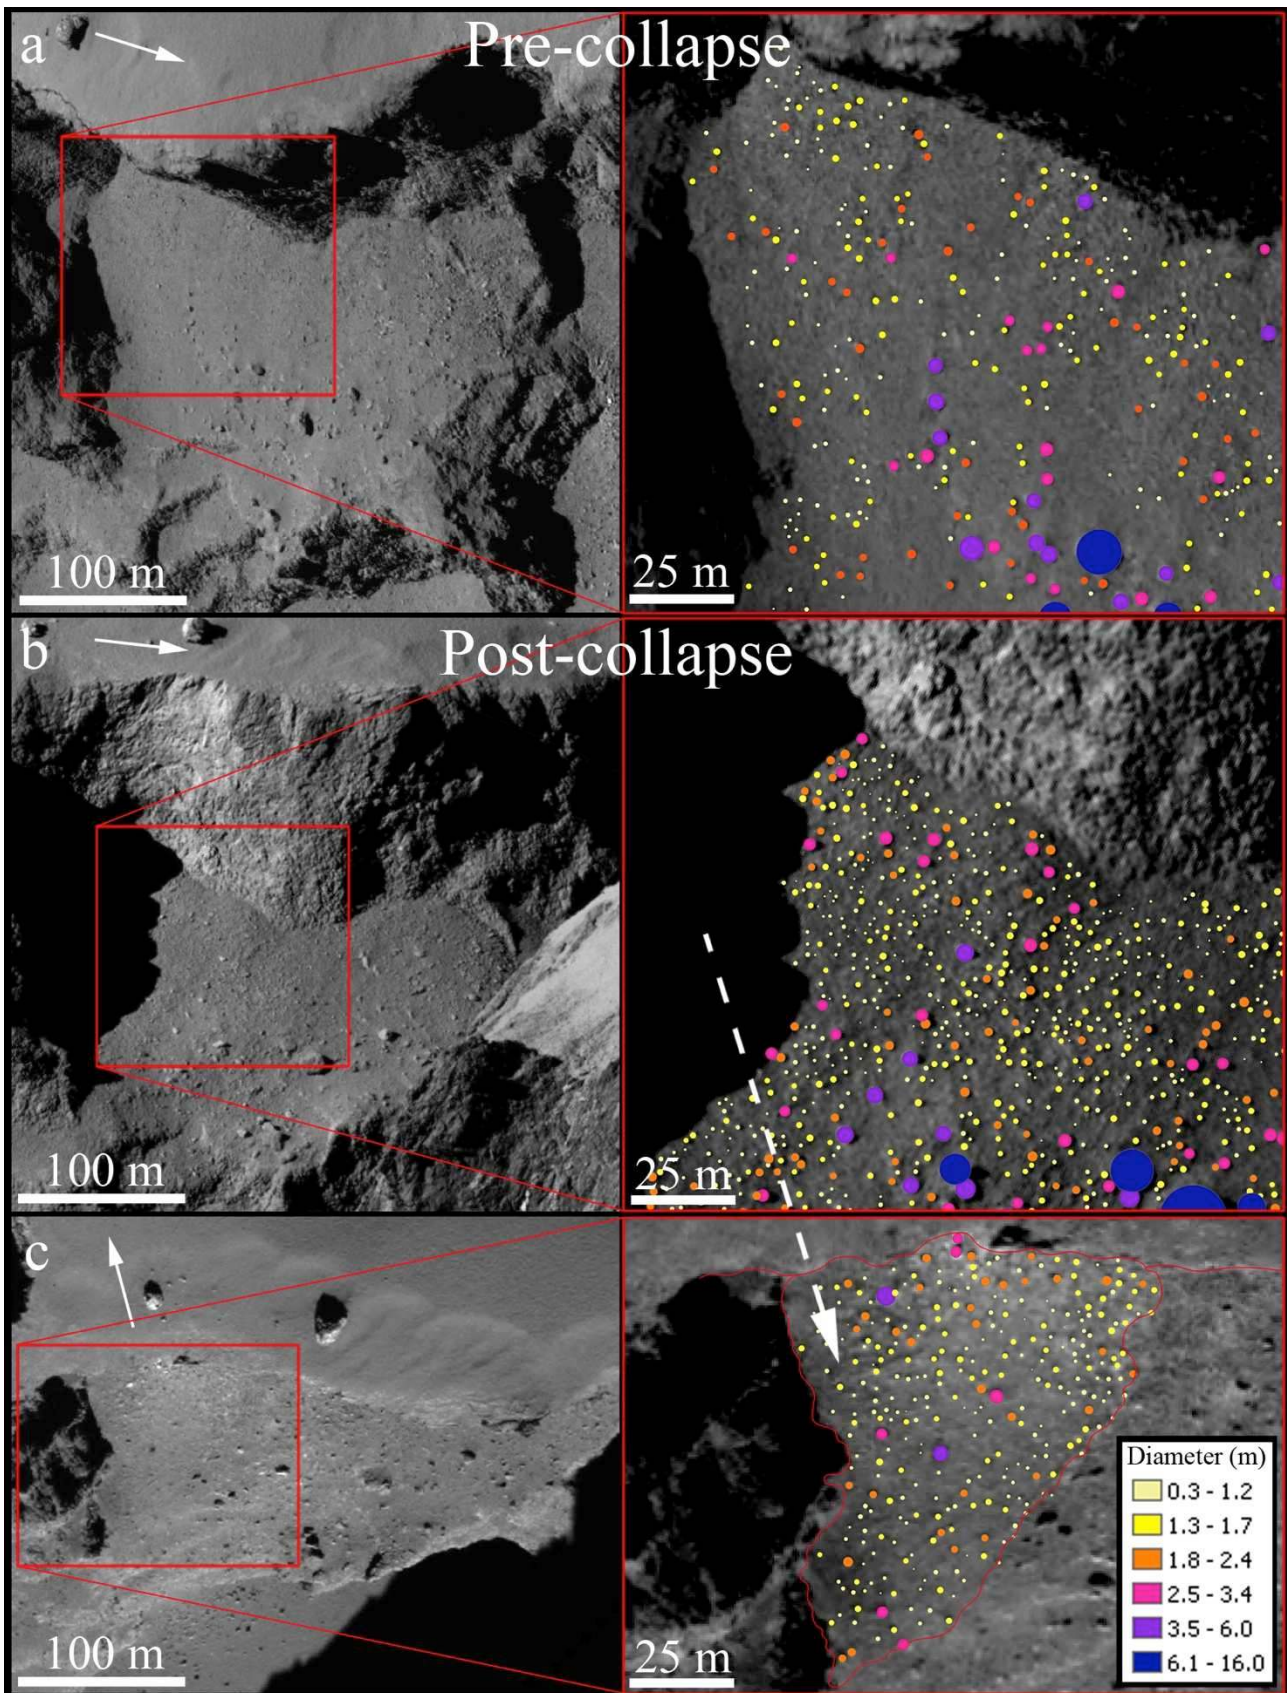 a
Pre-collapse
100 m
25 m
b
Post-collapse
100 m
25 m
c
100 m
25 m
Diameter (m)
0.3 - 1.2
1.3 - 1.7
1.8 - 2.4
2.5 - 3.4
3.5 - 6.0
6.1 - 16.0